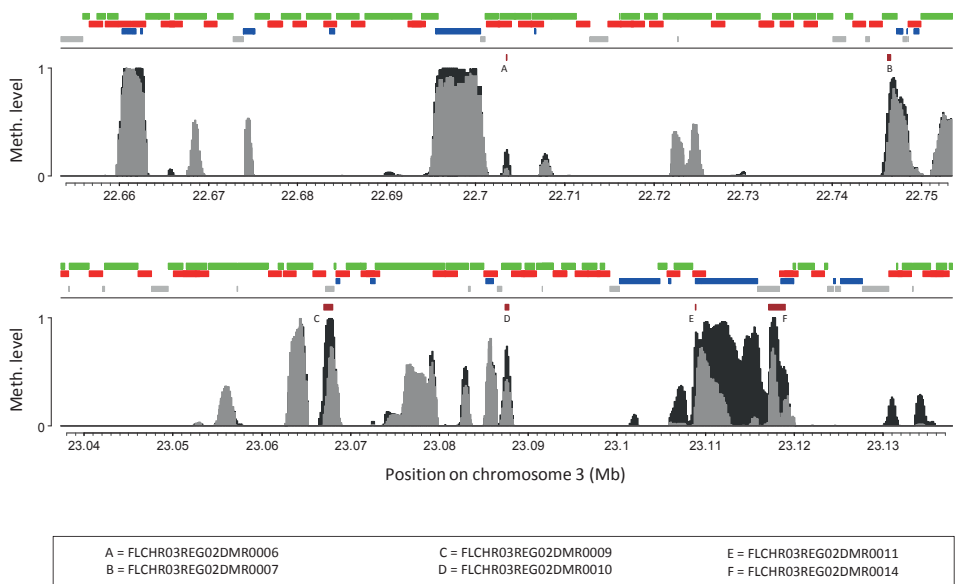 A
B
Meth. level
1
0
22.66 22.67 22.68 22.69 22.7 22.71 22.72 22.73 22.74 22.75
C
D
E
F
Meth. level
1
0
23.04 23.05 23.06 23.07 23.08 23.09 23.1 23.11 23.120 23.13
Position on chromosome 3 (Mb)
A = FLCHR03REG02DMR0006 C = FLCHR03REG02DMR0009 E = FLCHR03REG02DMR0011
B = FLCHR03REG02DMR0007 D = FLCHR03REG02DMR0010 F = FLCHR03REG02DMR0014